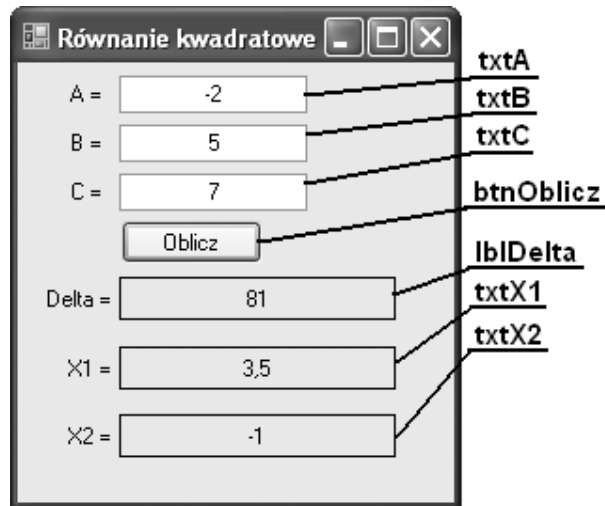 Równanie kwadratowe
A = -2
txtA
B = 5
txtB
C = 7
txtC
Oblicz
btnOblicz
Delta = 81
lblDelta
X1 = 3,5
txtX1
X2 = -1
txtX2